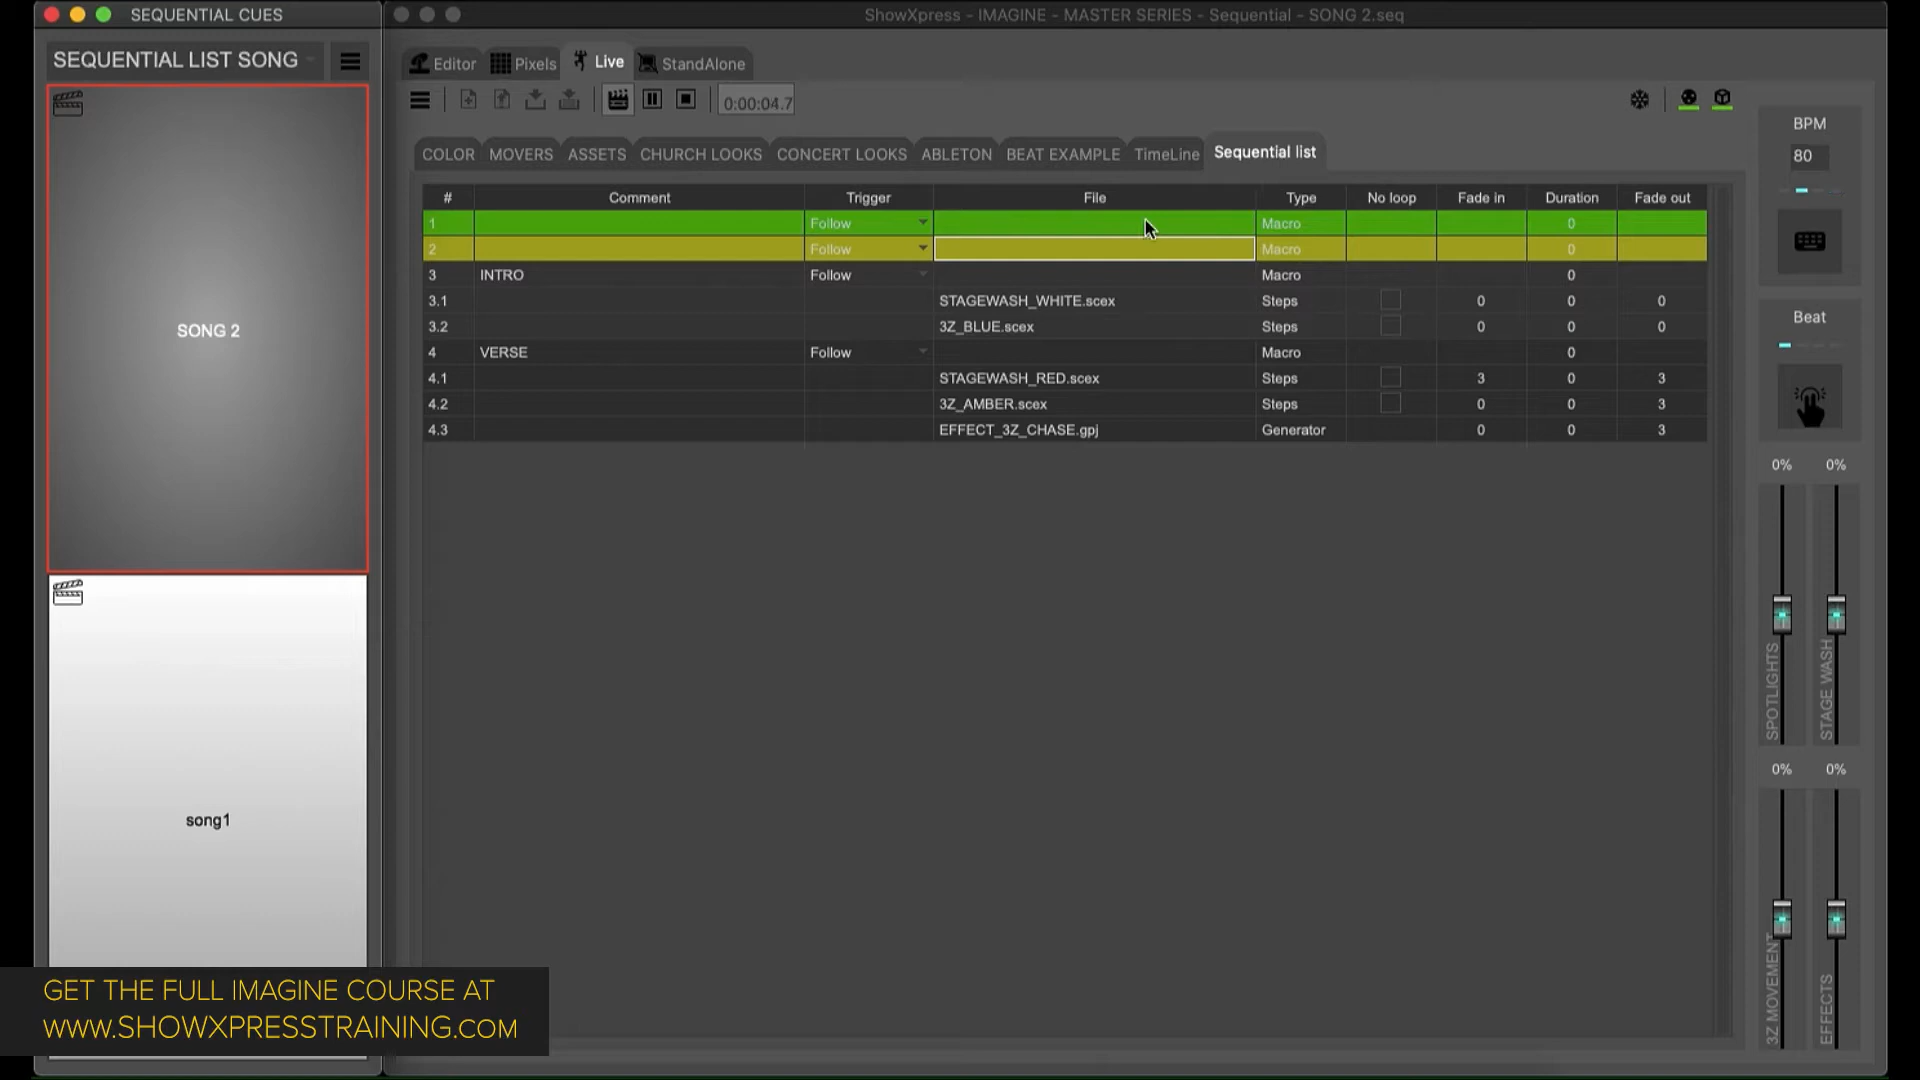 SEQUENTIAL CUES
ShowXpress - IMAGINE - MASTER SERIES - Sequential - SONG 2.seq
SEQUENTIAL LIST SONG
Editor Pixels Live StandAlone
0:00:04.7
COLOR MOVERS ASSETS CHURCH LOOKS CONCERT LOOKS ABLETON BEAT EXAMPLE TimeLine Sequential list
# Comment Trigger File Type No loop Fade in Duration Fade out
1 Follow Macro 0
2 Follow Macro 0
3 INTRO Follow Macro 0
3.1 STAGEWASH_WHITE.scex Steps 0 0 0
3.2 3Z_BLUE.scex Steps 0 0 0
4 VERSE Follow Macro 0
4.1 STAGEWASH_RED.scex Steps 3 0 3
4.2 3Z_AMBER.scex Steps 0 0 3
4.3 EFFECT_3Z_CHASE.gpj Generator 0 0 3
SONG 2
song1
BPM
80
Beat
0% 0%
SPOTLIGHTS
STAGE WASH
0% 0%
3Z MOVEMENT
EFFECTS
GET THE FULL IMAGINE COURSE AT
WWW.SHOWXPRESSTRAINING.COM